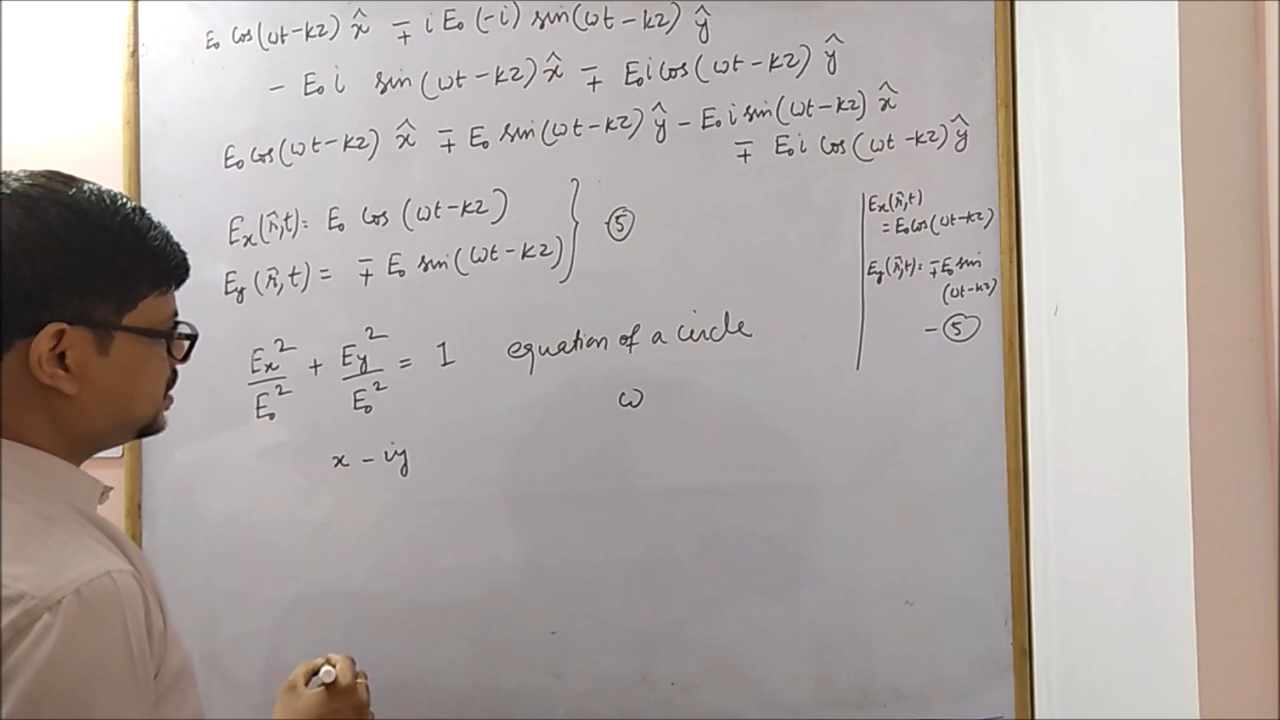 E₀ cos(ωt−kz) x̂ ∓ i E₀ (−i) sin(ωt−kz) ŷ
− E₀ i sin(ωt−kz) x̂ ∓ E₀ i cos(ωt−kz) ŷ
E₀ cos(ωt−kz) x̂ ∓ E₀ sin(ωt−kz) ŷ − E₀ i sin(ωt−kz) x̂
∓ E₀ i cos(ωt−kz) ŷ
Ex(r̄,t) = E₀ cos (ωt−kz)
Ey(r̄,t) = ∓ E₀ sin(ωt−kz) } ⑤
Ex²/E₀² + Ey²/E₀² = 1 equation of a circle
ω
x − iy
Ex(r̄,t)
= E₀ cos(ωt−kz)
Ey(r̄,t) = ∓E₀ sin
(ωt−kz)
− ⑤